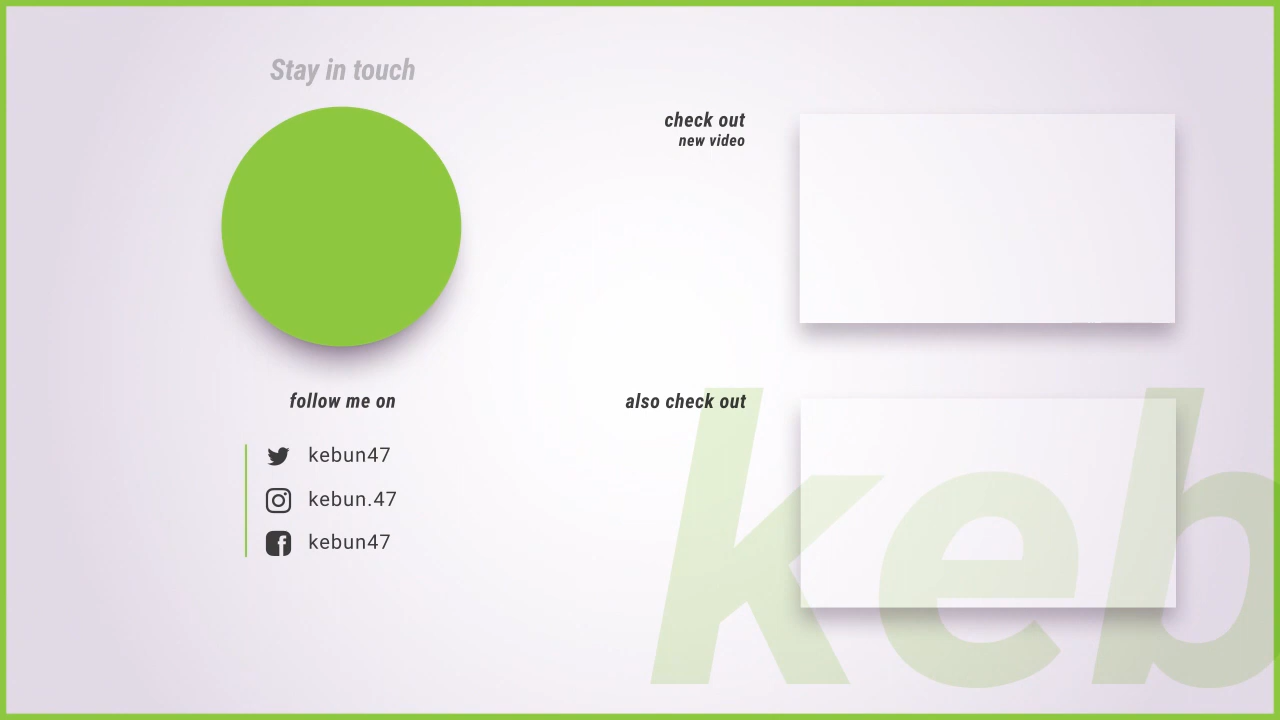 Stay in touch
follow me on
kebun47
kebun.47
kebun47
check out
new video
also check out
keb